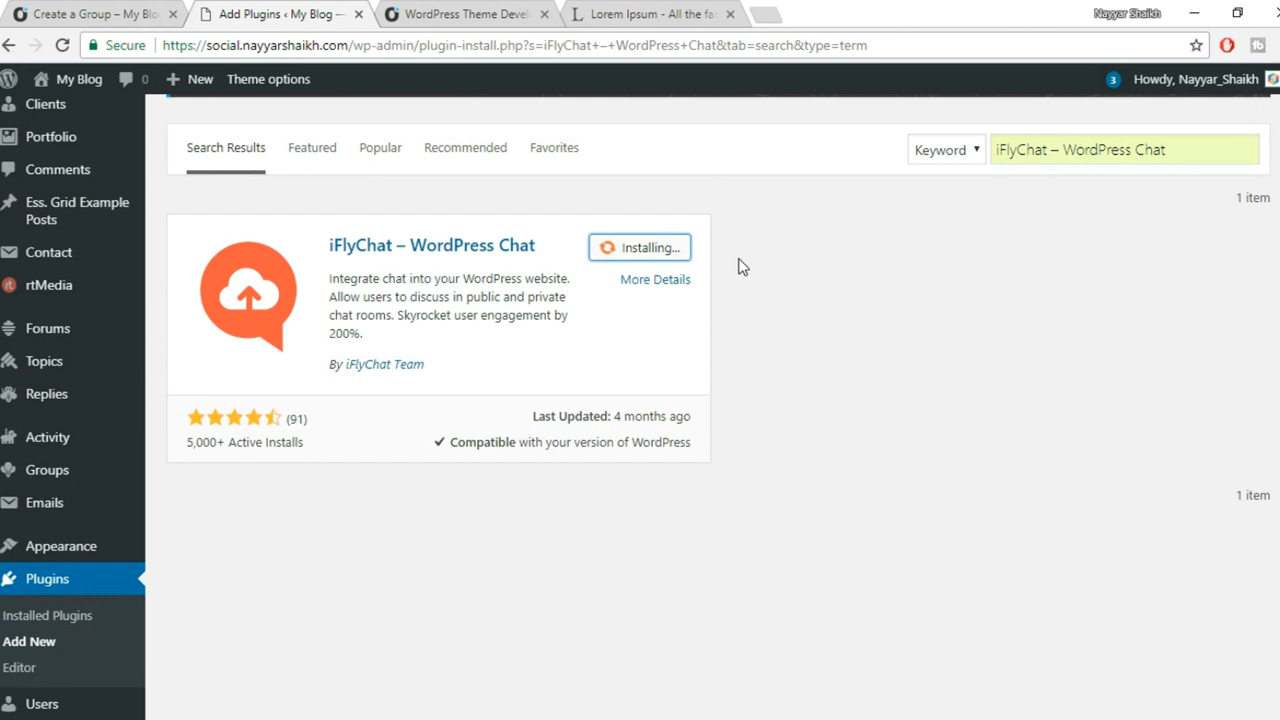 Create a Group – My Blo
Add Plugins ‹ My Blog —
WordPress Theme Devel
Lorem Ipsum - All the fac
Nayyar Shaikh
Secure
https://social.nayyarshaikh.com/wp-admin/plugin-install.php?s=iFlyChat+–+WordPress+Chat&tab=search&type=term
My Blog
0
New
Theme options
3
Howdy, Nayyar_Shaikh
Clients
Portfolio
Comments
Ess. Grid Example
Posts
Contact
rtMedia
Forums
Topics
Replies
Activity
Groups
Emails
Appearance
Plugins
Installed Plugins
Add New
Editor
Users
Search Results
Featured
Popular
Recommended
Favorites
Keyword
iFlyChat – WordPress Chat
1 item
iFlyChat – WordPress Chat
Installing...
More Details
Integrate chat into your WordPress website.
Allow users to discuss in public and private
chat rooms. Skyrocket user engagement by
200%.
By iFlyChat Team
(91)
Last Updated: 4 months ago
5,000+ Active Installs
Compatible with your version of WordPress
1 item